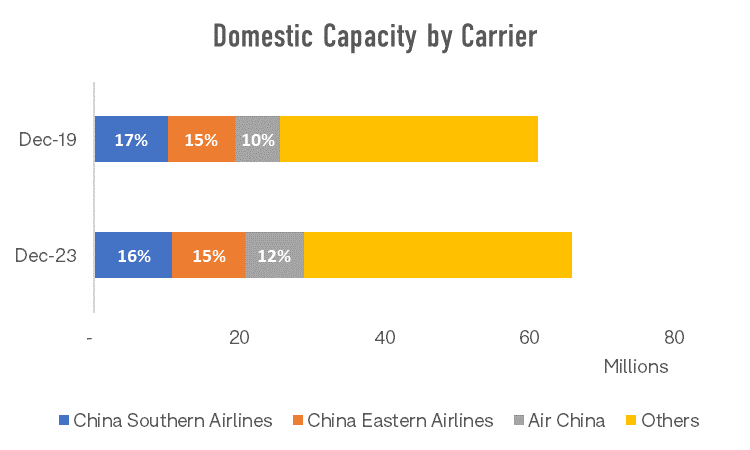 Domestic Capacity by Carrier
Dec-19
17% 15% 10%
Dec-23
16% 15% 12%
- 20 40 60 80
Millions
China Southern Airlines China Eastern Airlines Air China Others